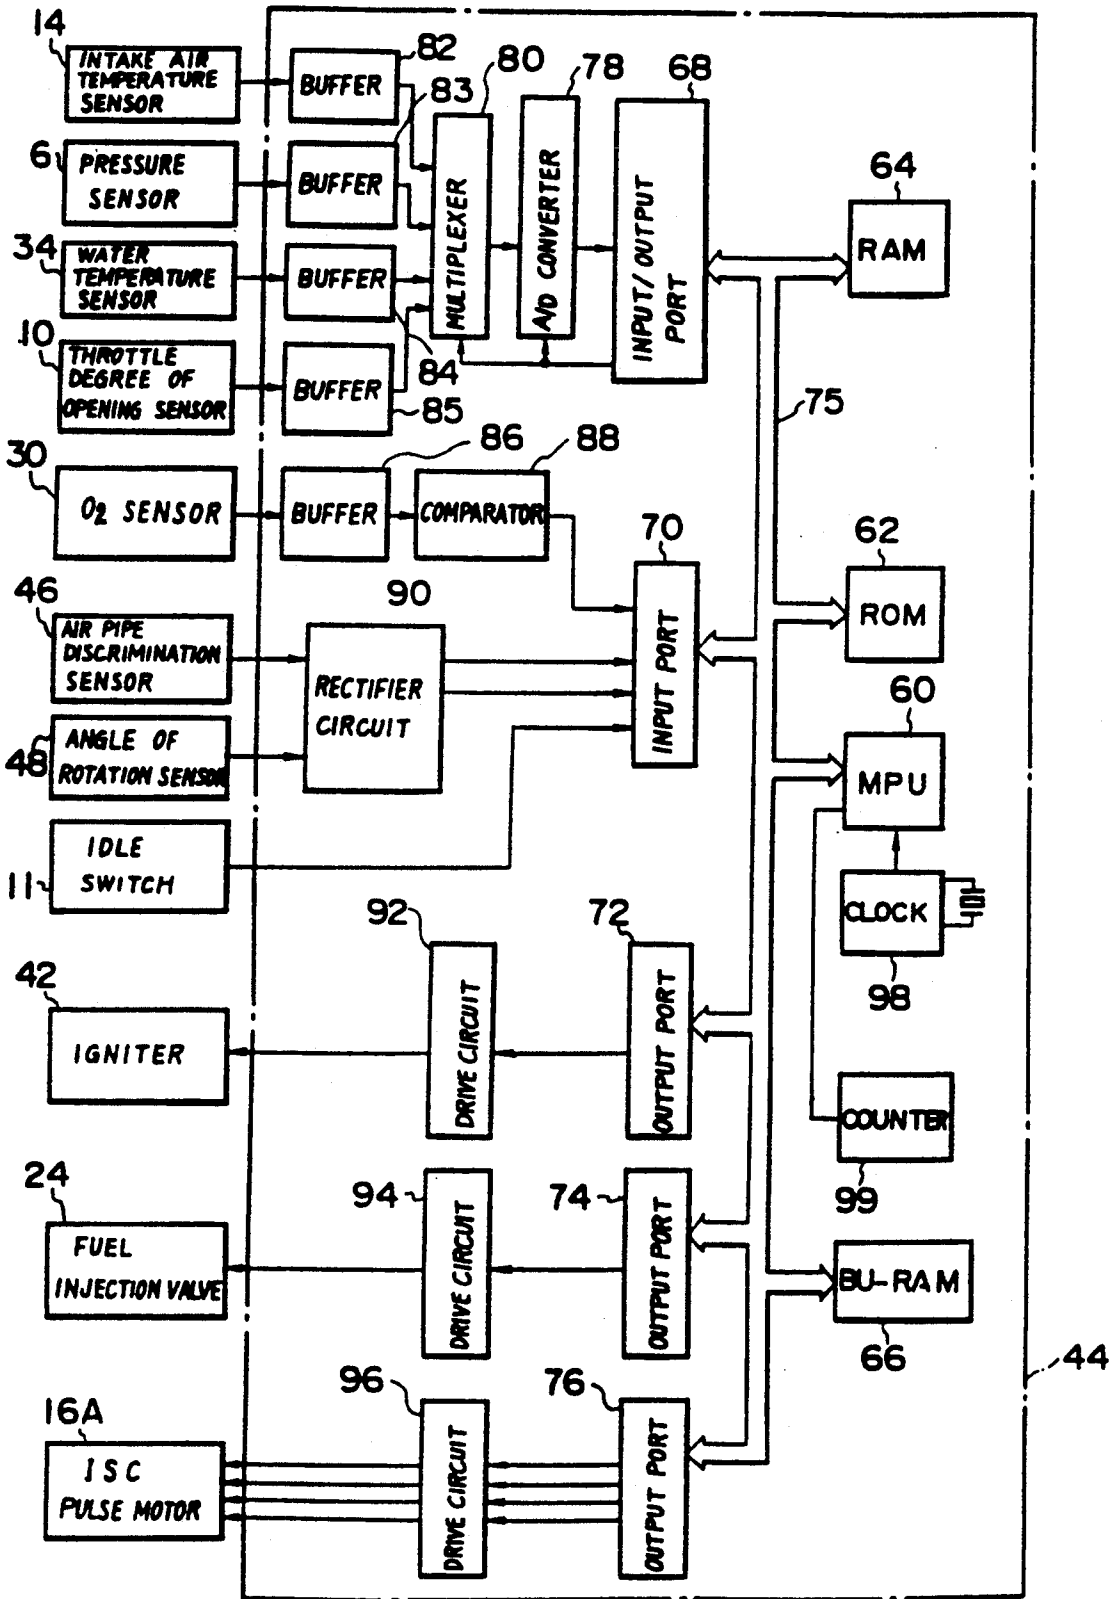 14
INTAKE AIR
TEMPERATURE
SENSOR
BUFFER
82
83
80
78
68
6
PRESSURE
SENSOR
BUFFER
MULTIPLEXER
A/D CONVERTER
INPUT/OUTPUT
PORT
64
RAM
34
WATER
TEMPERATURE
SENSOR
BUFFER
84
10
THROTTLE
DEGREE OF
OPENING SENSOR
BUFFER
85
75
30
O2 SENSOR
BUFFER
86
COMPARATOR
88
70
INPUT PORT
62
ROM
46
AIR PIPE
DISCRIMINATION
SENSOR
90
RECTIFIER
CIRCUIT
48
ANGLE OF
ROTATION SENSOR
60
MPU
11
IDLE
SWITCH
CLOCK
98
92
DRIVE CIRCUIT
72
OUTPUT PORT
42
IGNITER
COUNTER
99
24
FUEL
INJECTION VALVE
94
DRIVE CIRCUIT
74
OUTPUT PORT
BU-RAM
66
44
16A
ISC
PULSE MOTOR
96
DRIVE CIRCUIT
76
OUTPUT PORT